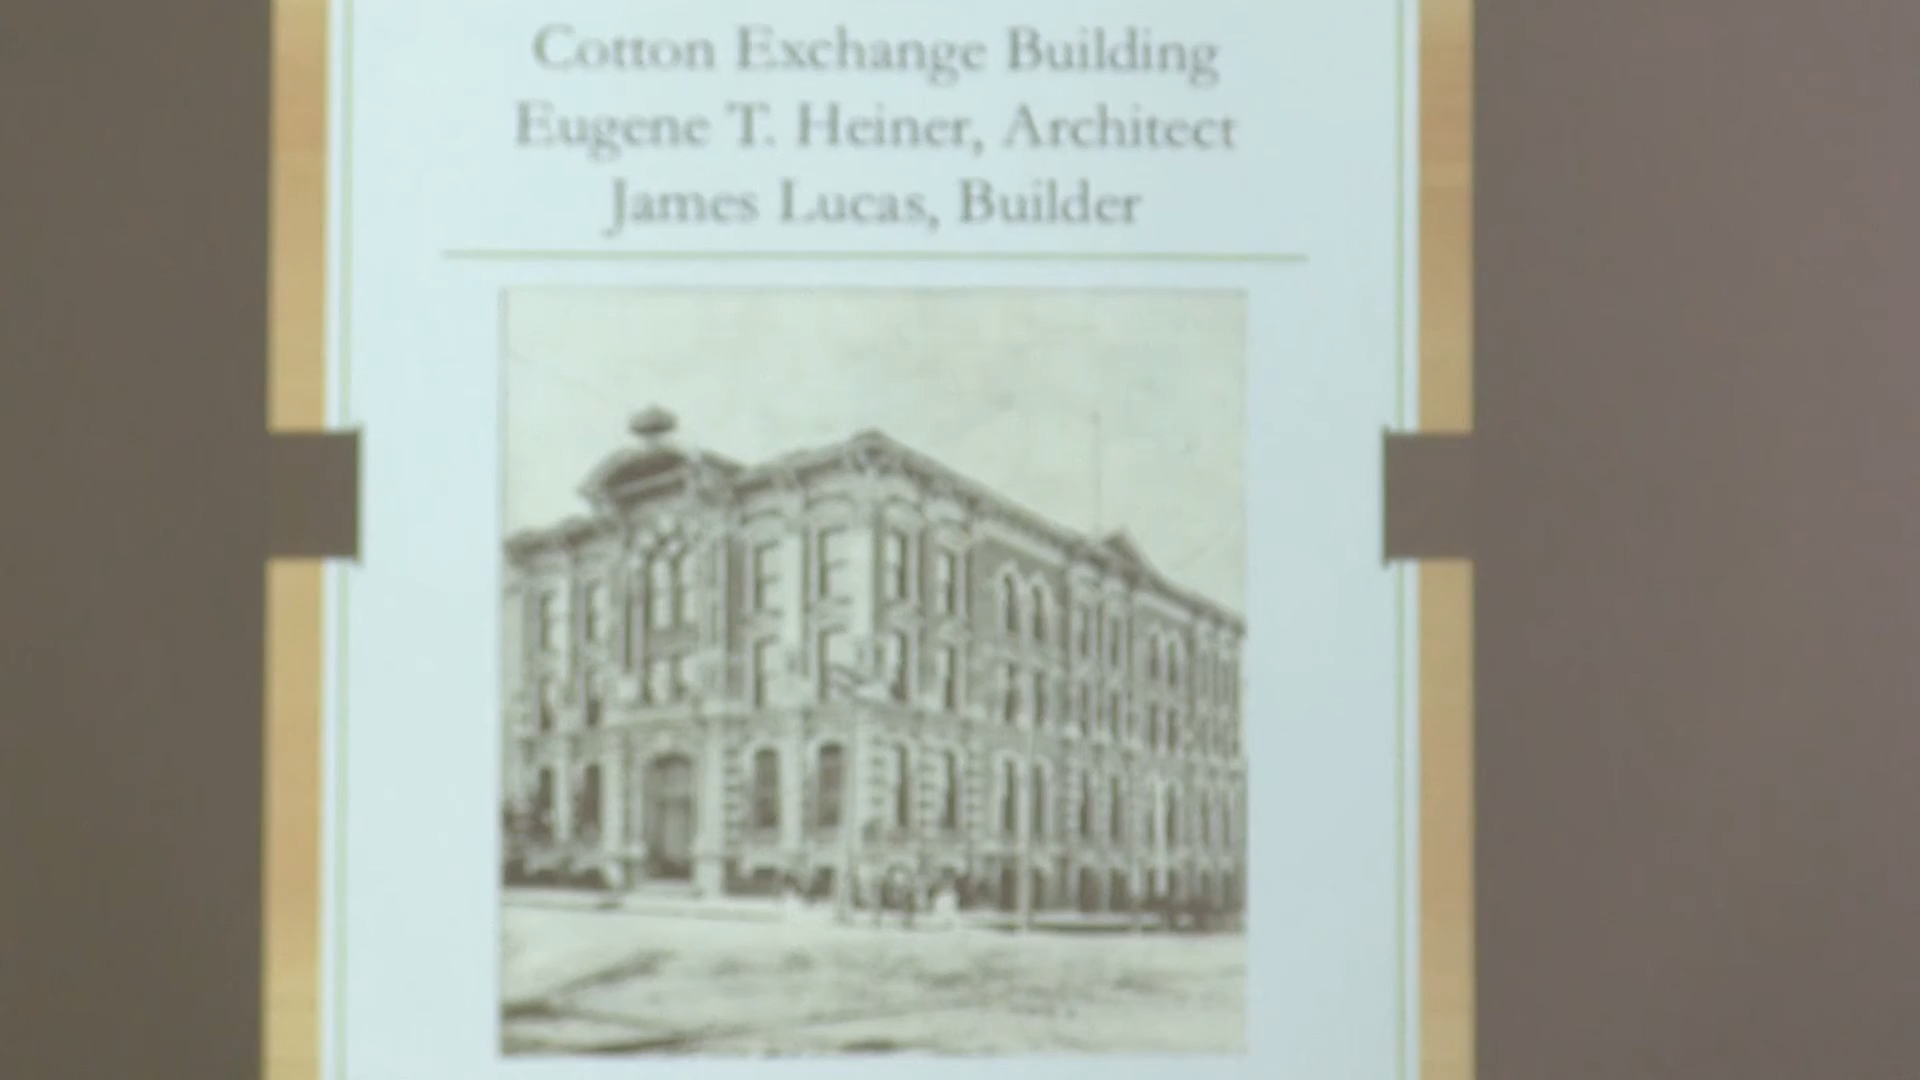 Cotton Exchange Building
Eugene T. Heiner, Architect
James Lucas, Builder